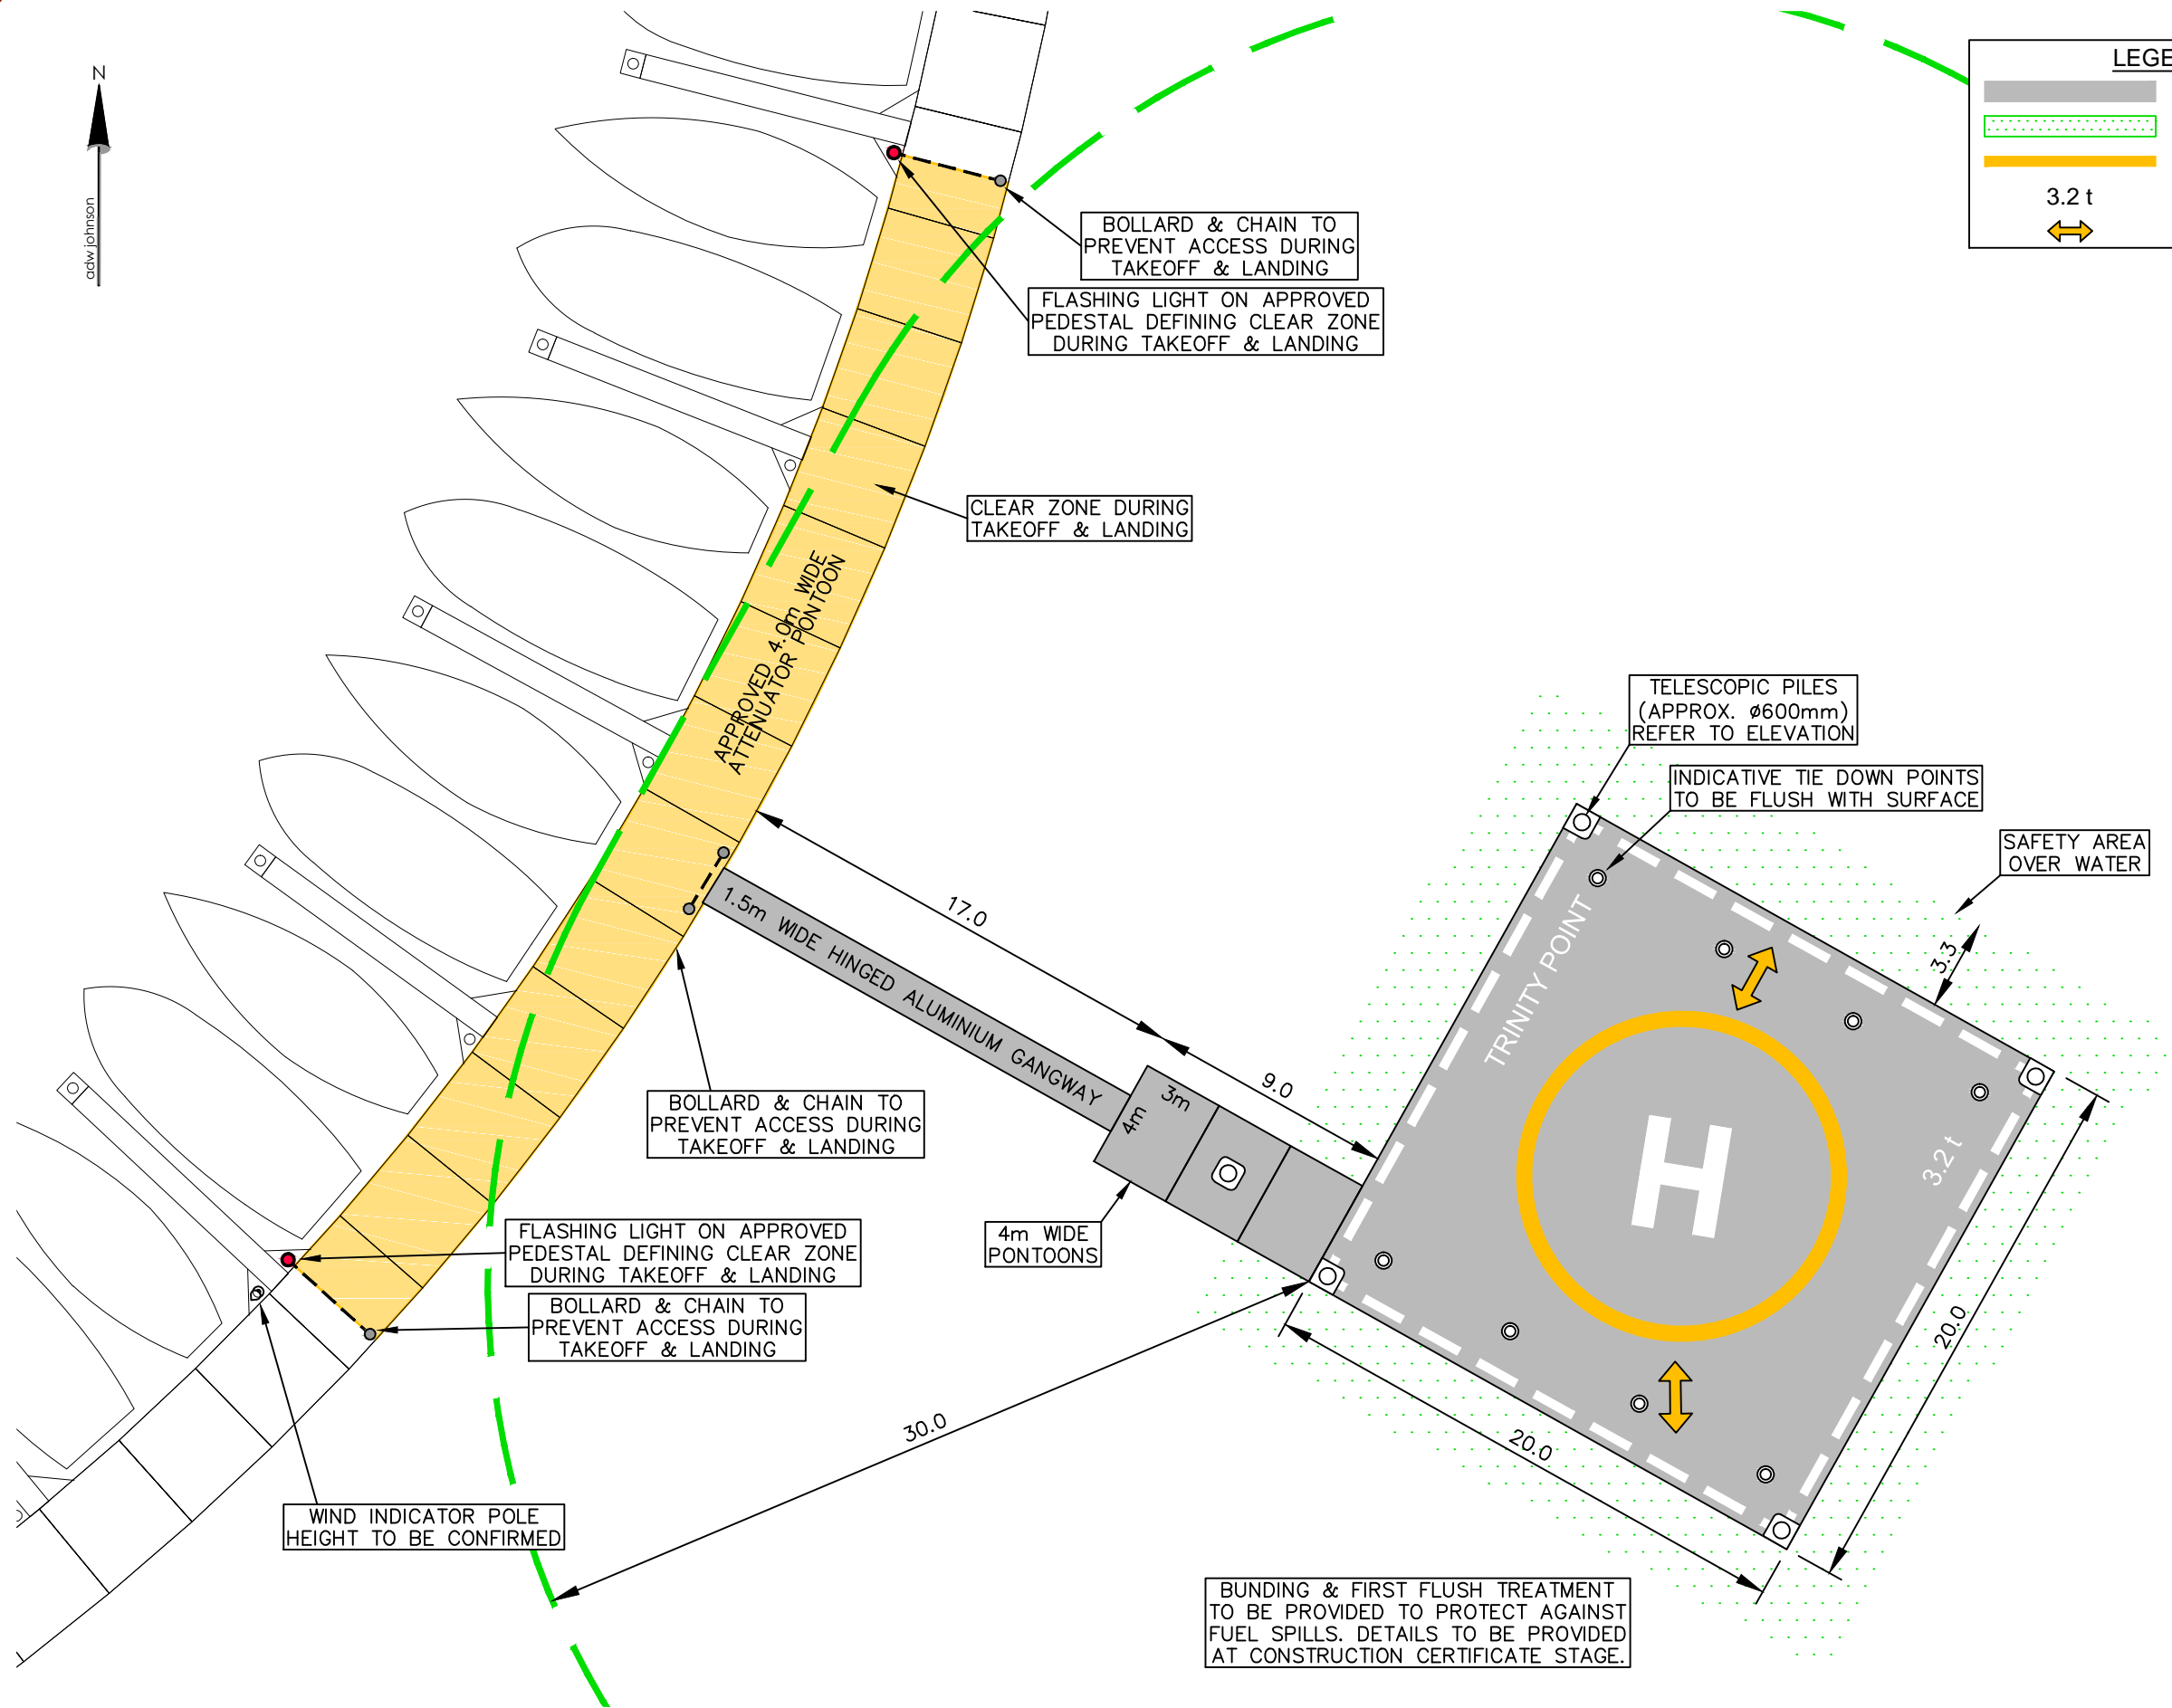 N
adw johnson
LEGE
3.2 t
BOLLARD & CHAIN TO
PREVENT ACCESS DURING
TAKEOFF & LANDING
FLASHING LIGHT ON APPROVED
PEDESTAL DEFINING CLEAR ZONE
DURING TAKEOFF & LANDING
CLEAR ZONE DURING
TAKEOFF & LANDING
APPROVED 4.0m WIDE
ATTENUATOR PONTOON
TELESCOPIC PILES
(APPROX. ø600mm)
REFER TO ELEVATION
INDICATIVE TIE DOWN POINTS
TO BE FLUSH WITH SURFACE
SAFETY AREA
OVER WATER
17.0
1.5m WIDE HINGED ALUMINIUM GANGWAY
3.3
TRINITY POINT
9.0
3m
4m
H
3.2 t
BOLLARD & CHAIN TO
PREVENT ACCESS DURING
TAKEOFF & LANDING
4m WIDE
PONTOONS
FLASHING LIGHT ON APPROVED
PEDESTAL DEFINING CLEAR ZONE
DURING TAKEOFF & LANDING
BOLLARD & CHAIN TO
PREVENT ACCESS DURING
TAKEOFF & LANDING
20.0
30.0
20.0
WIND INDICATOR POLE
HEIGHT TO BE CONFIRMED
BUNDING & FIRST FLUSH TREATMENT
TO BE PROVIDED TO PROTECT AGAINST
FUEL SPILLS. DETAILS TO BE PROVIDED
AT CONSTRUCTION CERTIFICATE STAGE.